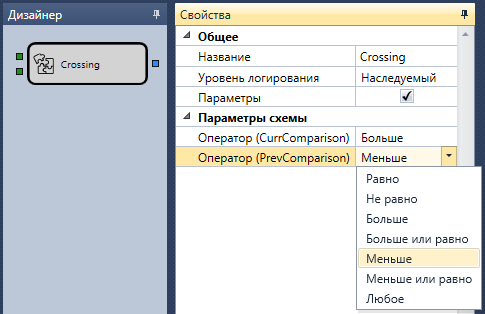 Дизайнер
Crossing
Свойства
Общее
Название Crossing
Уровень логирования Наследуемый
Параметры
Параметры схемы
Оператор (CurrComparison) Больше
Оператор (PrevComparison) Меньше
Равно
Не равно
Больше
Больше или равно
Меньше
Меньше или равно
Любое